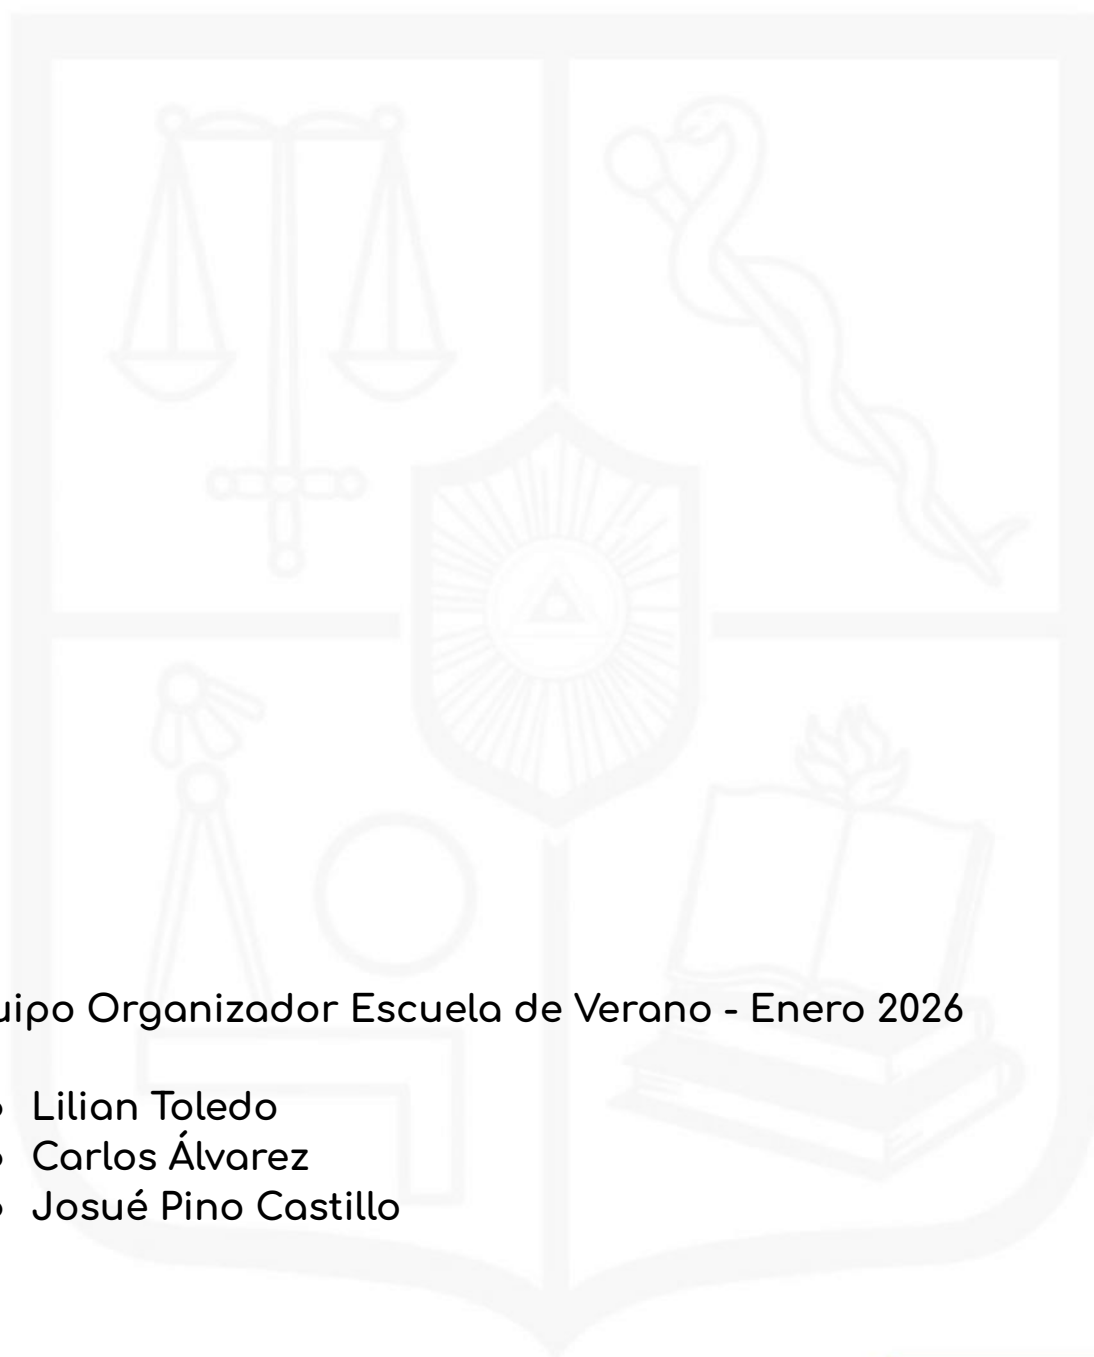 uipo Organizador Escuela de Verano - Enero 2026
• Lilian Toledo
• Carlos Álvarez
• Josué Pino Castillo